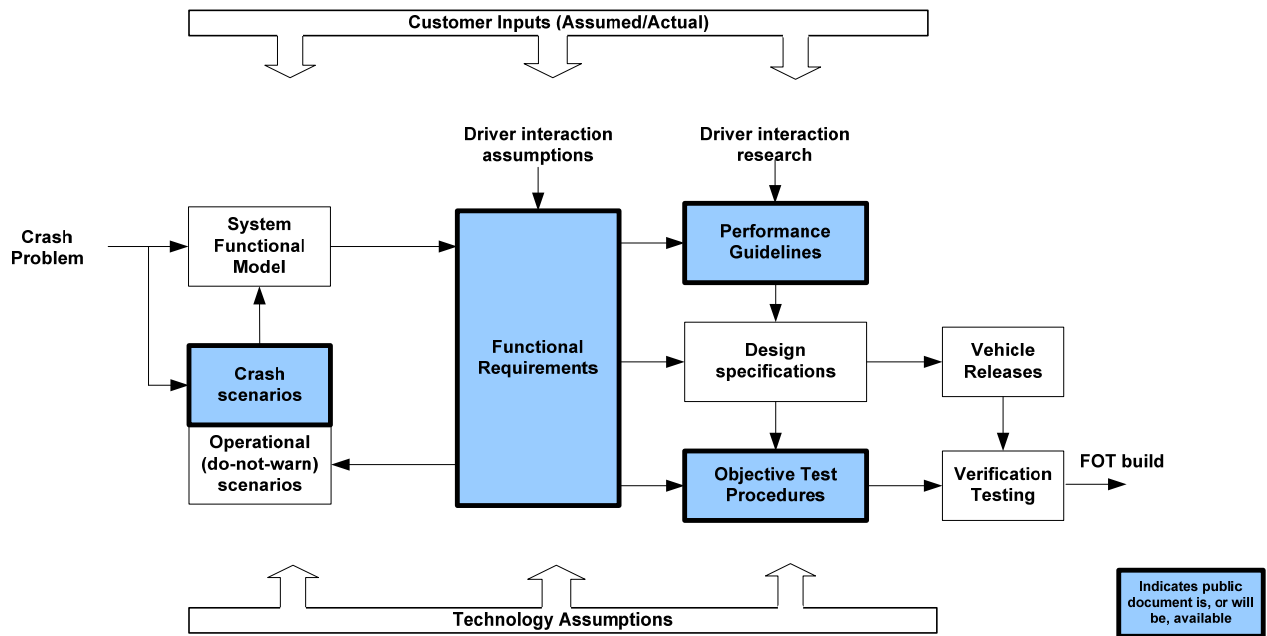 Customer Inputs (Assumed/Actual)
Driver interaction
assumptions
Driver interaction
research
Crash
Problem
System
Functional
Model
Performance
Guidelines
Functional
Requirements
Crash
scenarios
Design
specifications
Vehicle
Releases
Operational
(do-not-warn)
scenarios
Objective Test
Procedures
Verification
Testing
FOT build
Technology Assumptions
Indicates public
document is, or will
be, available